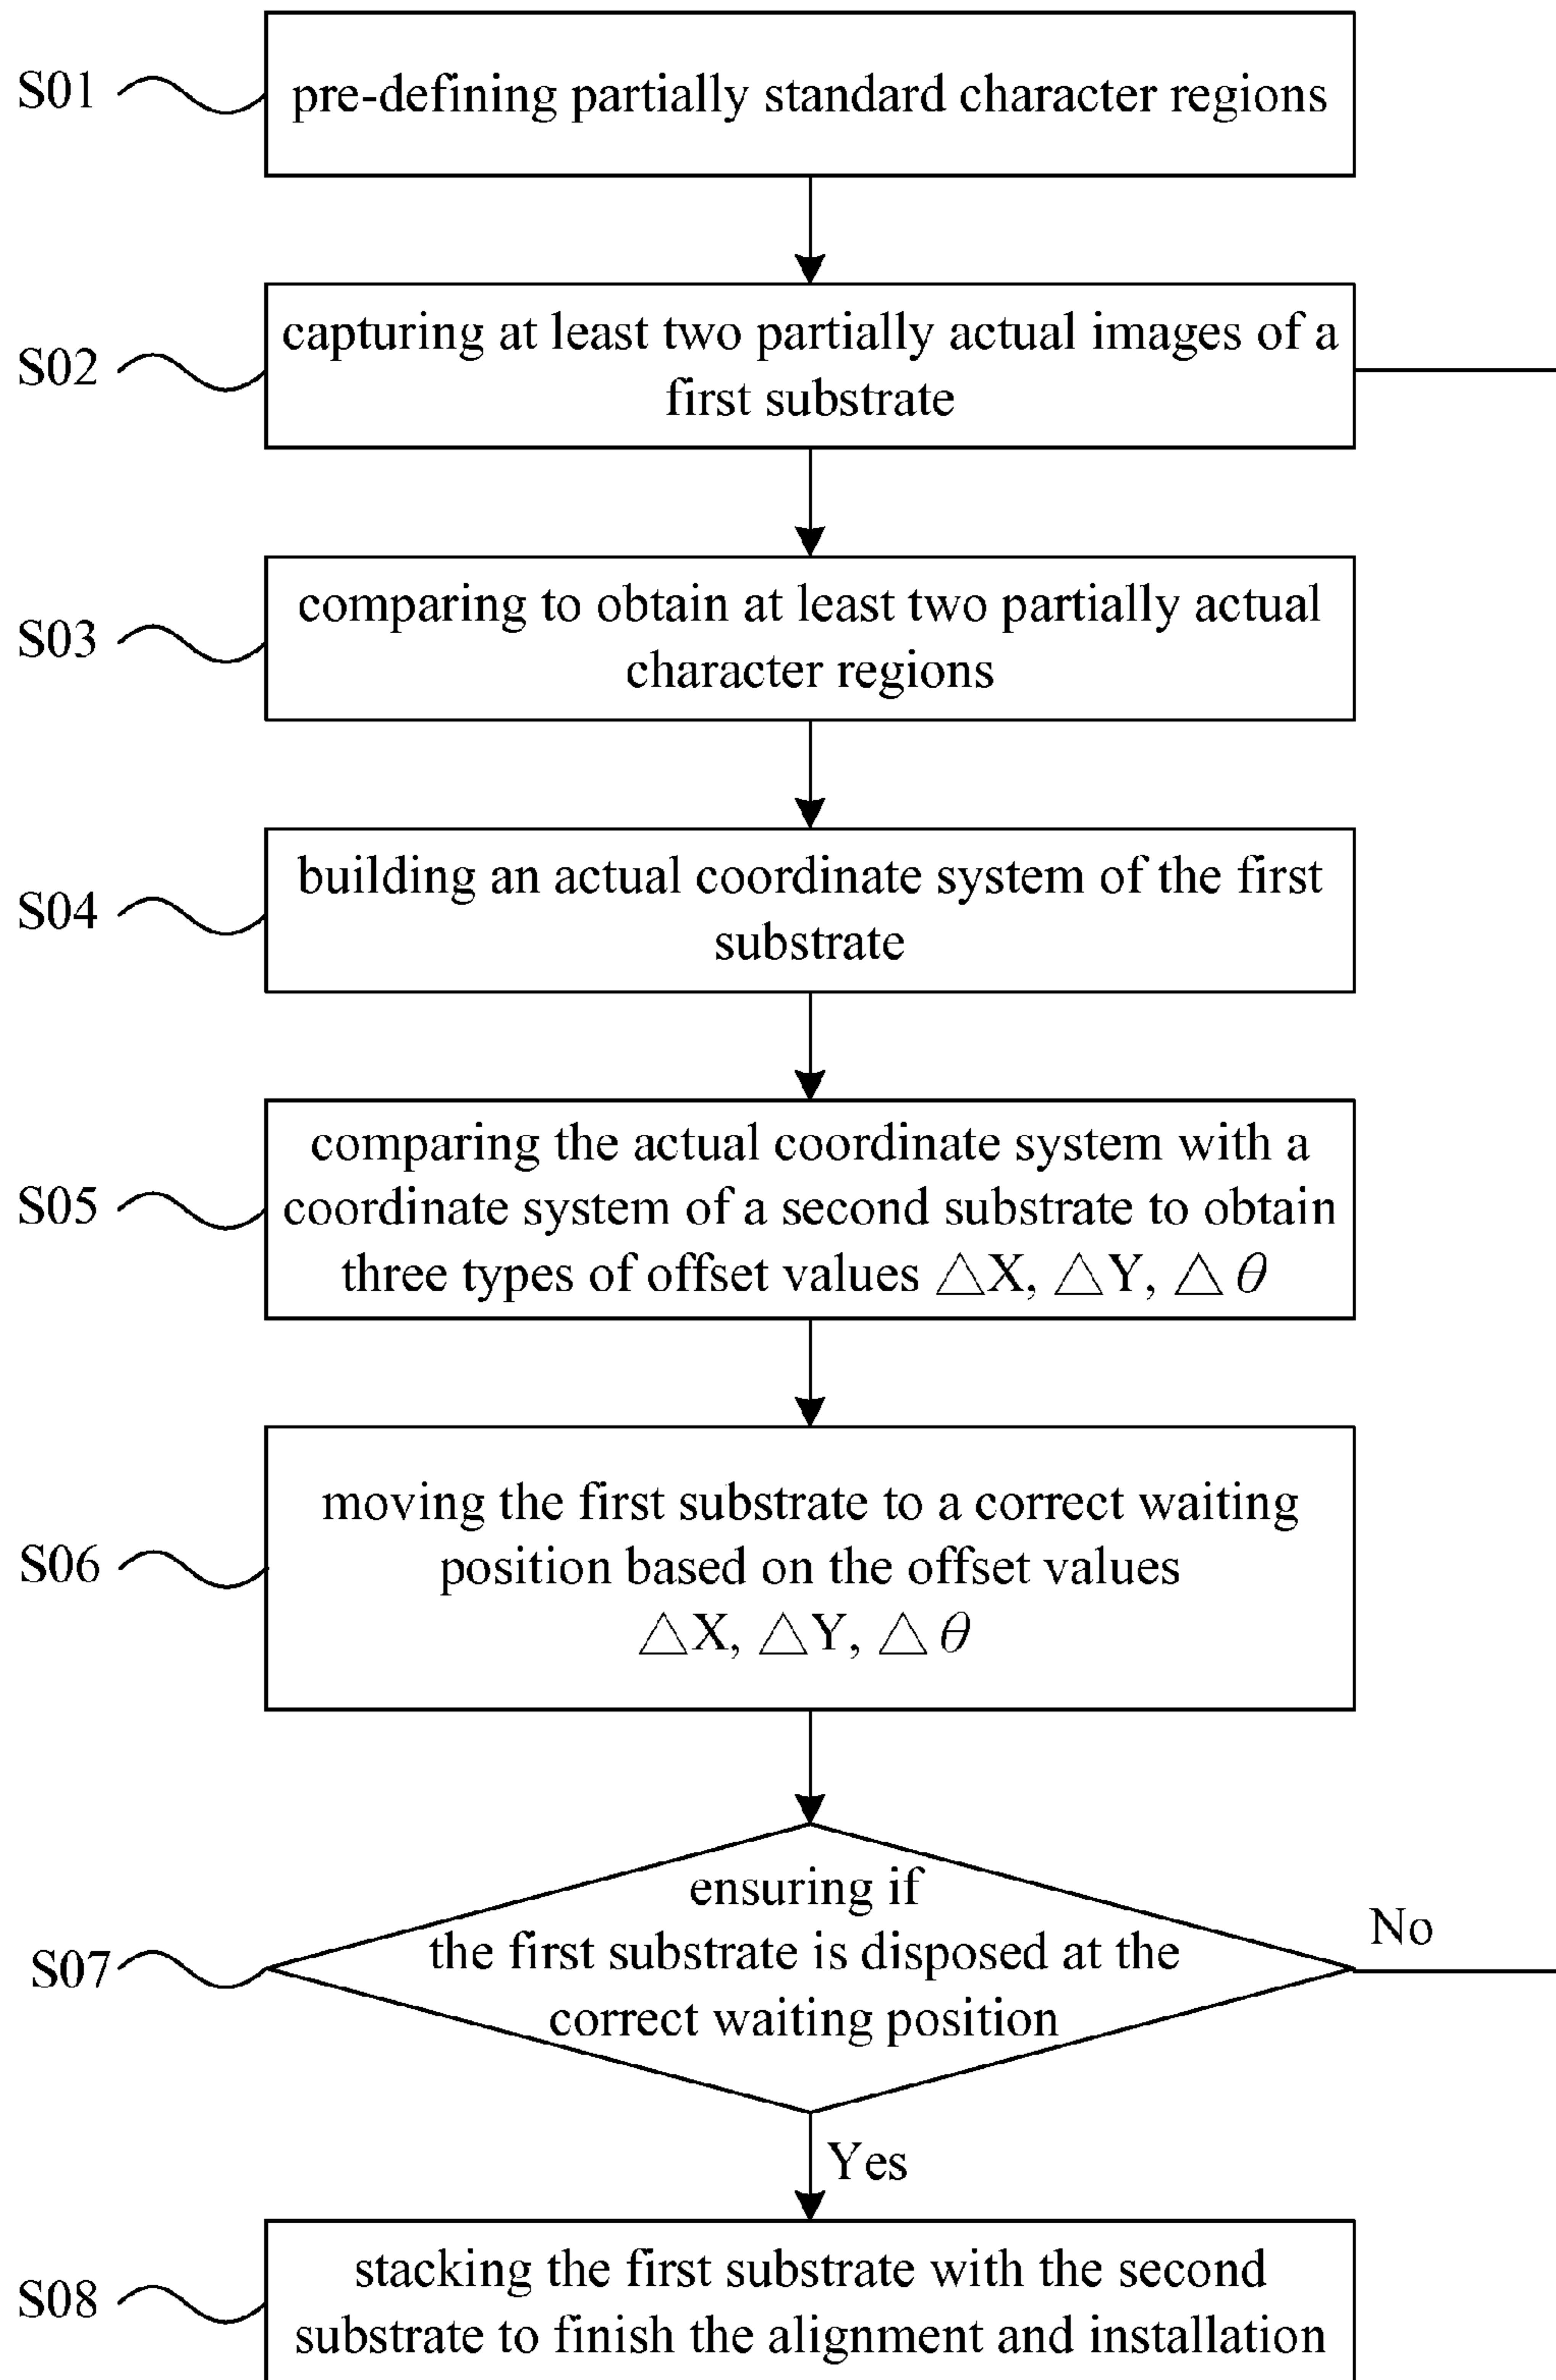 S01
pre-defining partially standard character regions
S02
capturing at least two partially actual images of a
first substrate
S03
comparing to obtain at least two partially actual
character regions
S04
building an actual coordinate system of the first
substrate
S05
comparing the actual coordinate system with a
coordinate system of a second substrate to obtain
three types of offset values △X, △Y, △θ
S06
moving the first substrate to a correct waiting
position based on the offset values
△X, △Y, △θ
S07
ensuring if
the first substrate is disposed at the
correct waiting position
No
Yes
S08
stacking the first substrate with the second
substrate to finish the alignment and installation